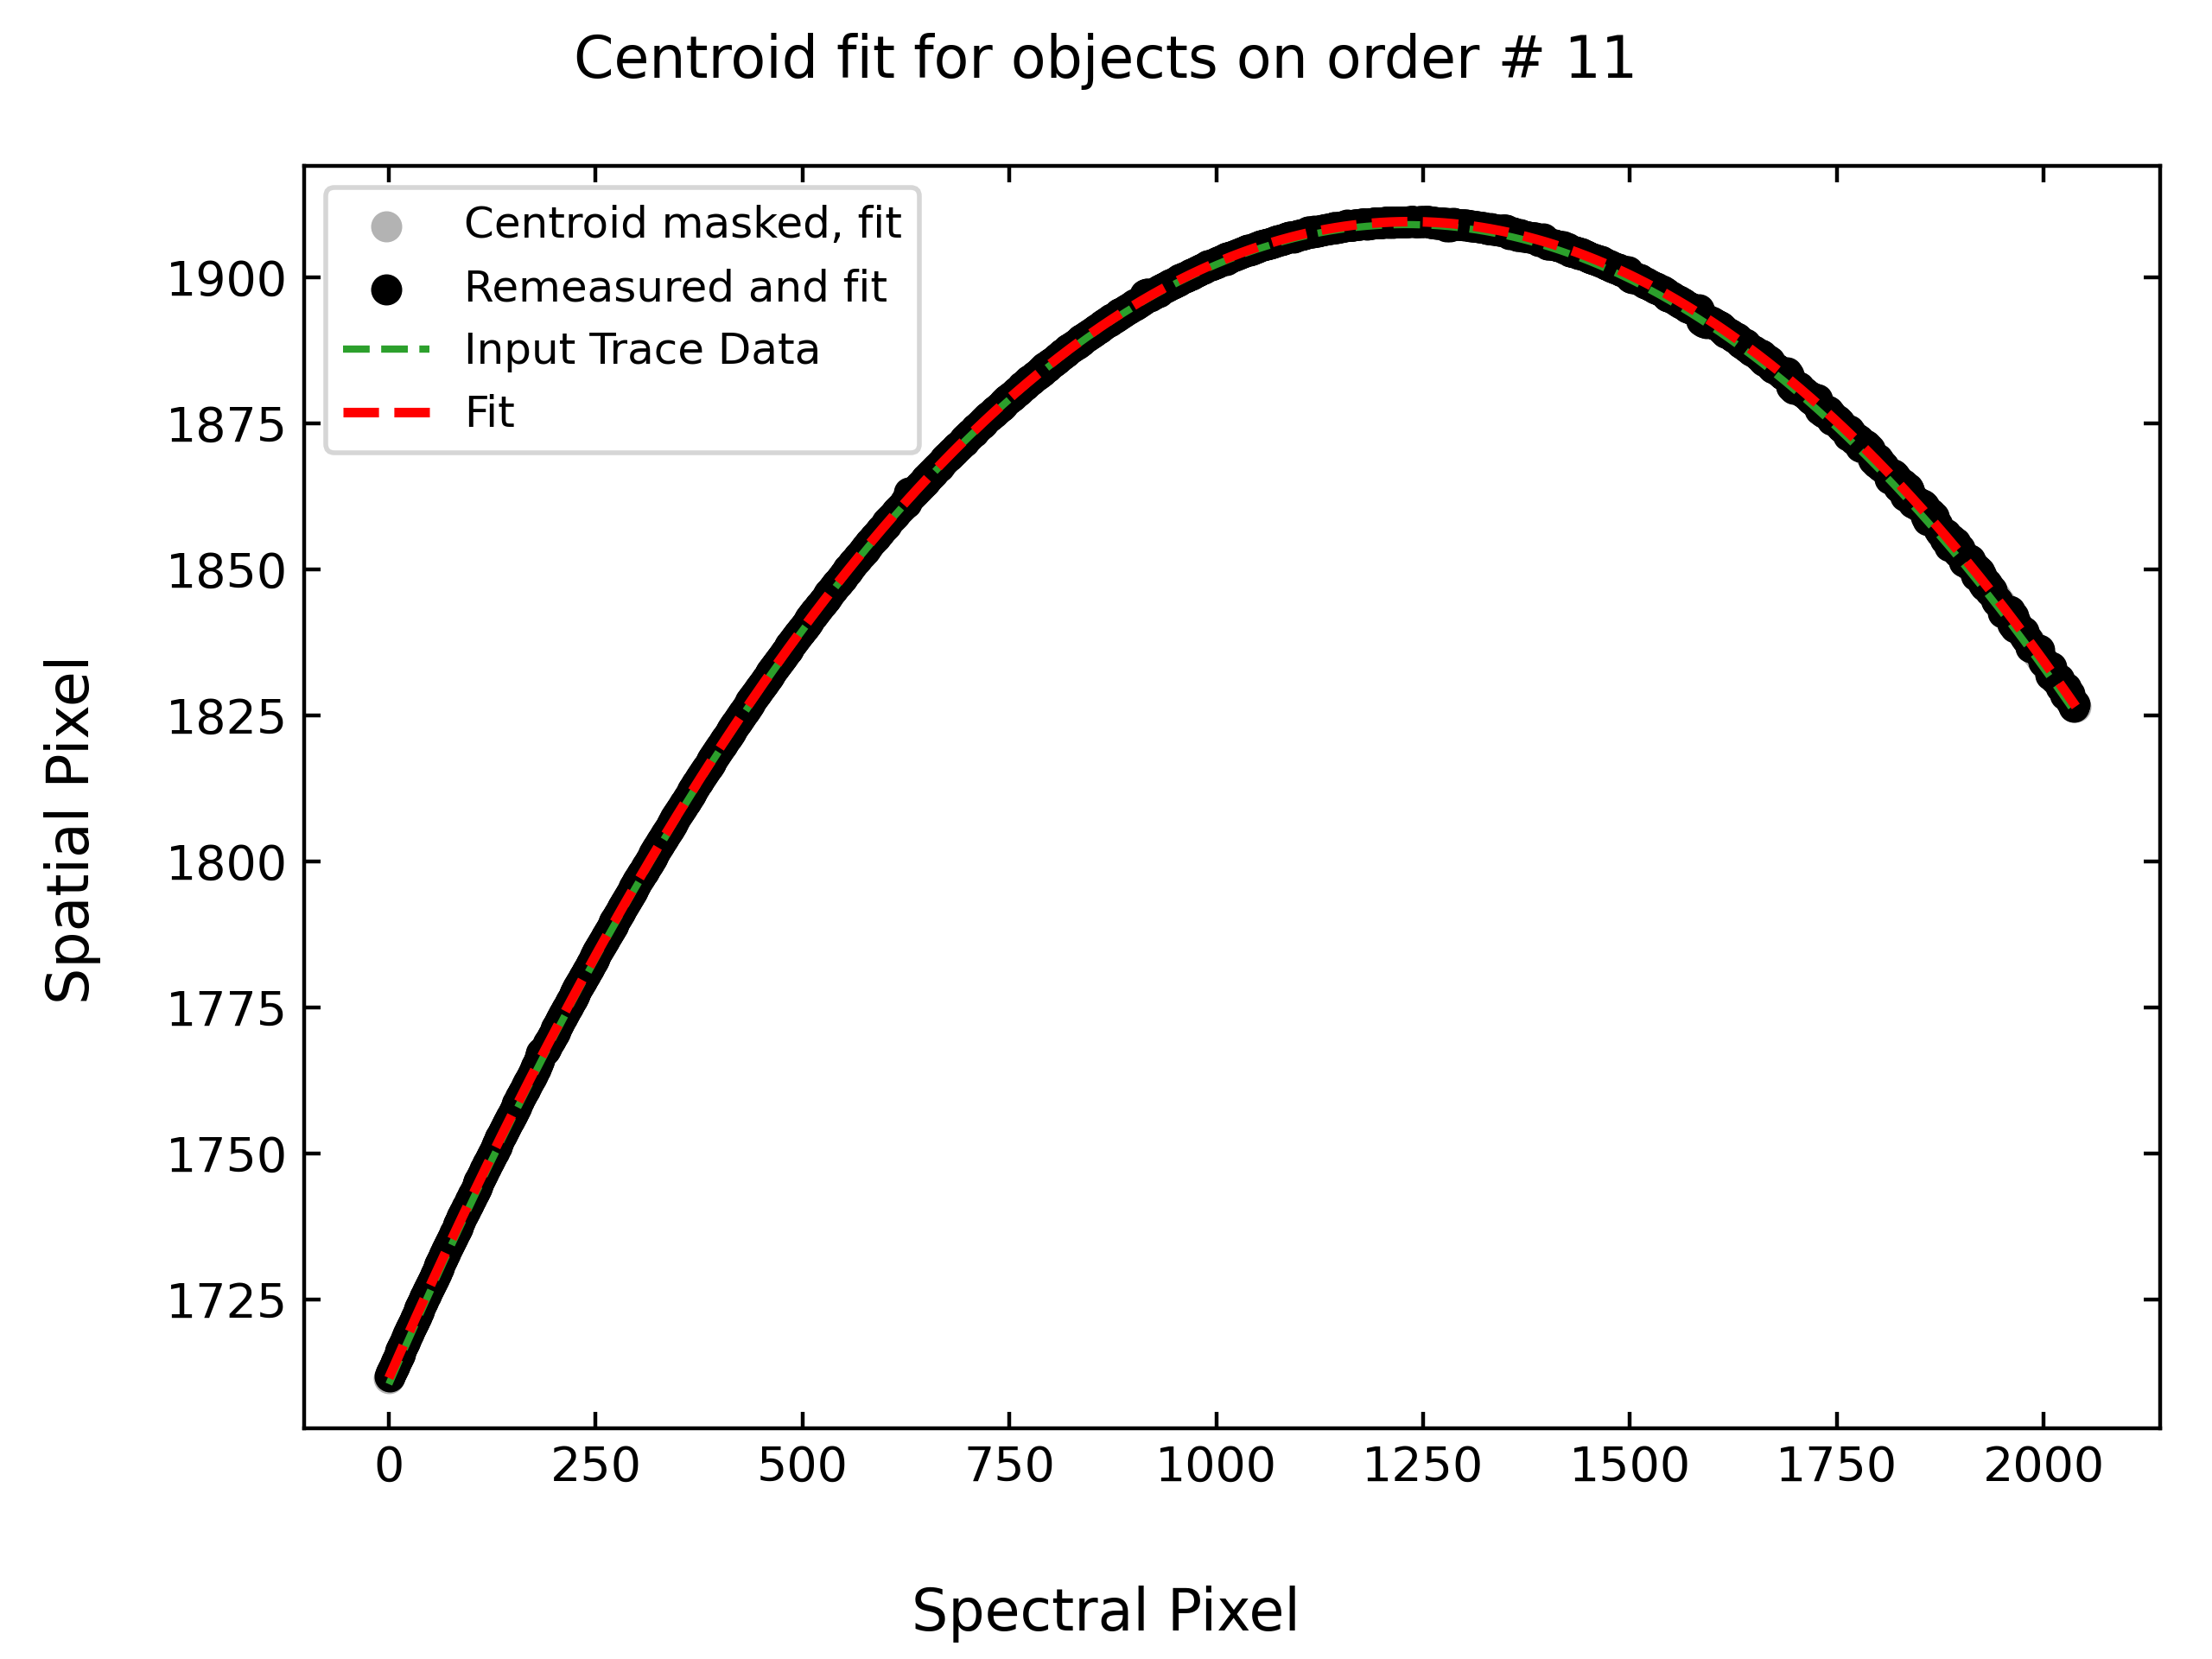 Centroid fit for objects on order # 11
Centroid masked, fit
Remeasured and fit
Input Trace Data
Fit
1900
1875
1850
1825
1800
1775
1750
1725
Spatial Pixel
0 250 500 750 1000 1250 1500 1750 2000
Spectral Pixel